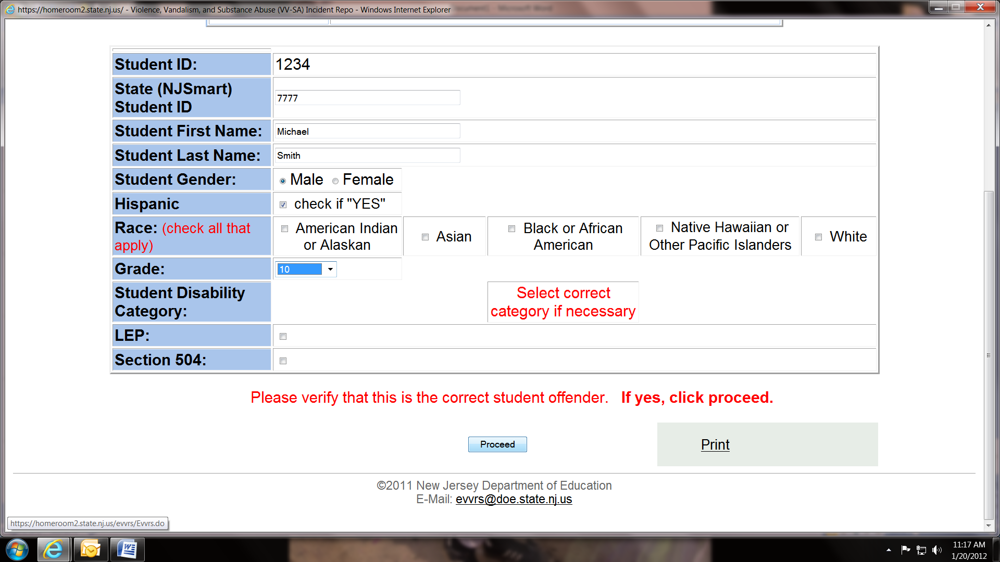 https://homeroom2.state.nj.us/ - Violence, Vandalism, and Substance Abuse (VV-SA) Incident Repo - Windows Internet Explorer
Student ID: 1234
State (NJSmart)
Student ID
7777
Student First Name: Michael
Student Last Name: Smith
Student Gender: Male Female
Hispanic check if "YES"
Race: (check all that
apply)
American Indian
or Alaskan
Asian
Black or African
American
Native Hawaiian or
Other Pacific Islanders
White
Grade: 10
Student Disability
Category:
Select correct
category if necessary
LEP:
Section 504:
Please verify that this is the correct student offender. If yes, click proceed.
Proceed
Print
©2011 New Jersey Department of Education
E-Mail: evvrs@doe.state.nj.us
https://homeroom2.state.nj.us/evvrs/Evvrs.do
11:17 AM
1/20/2012